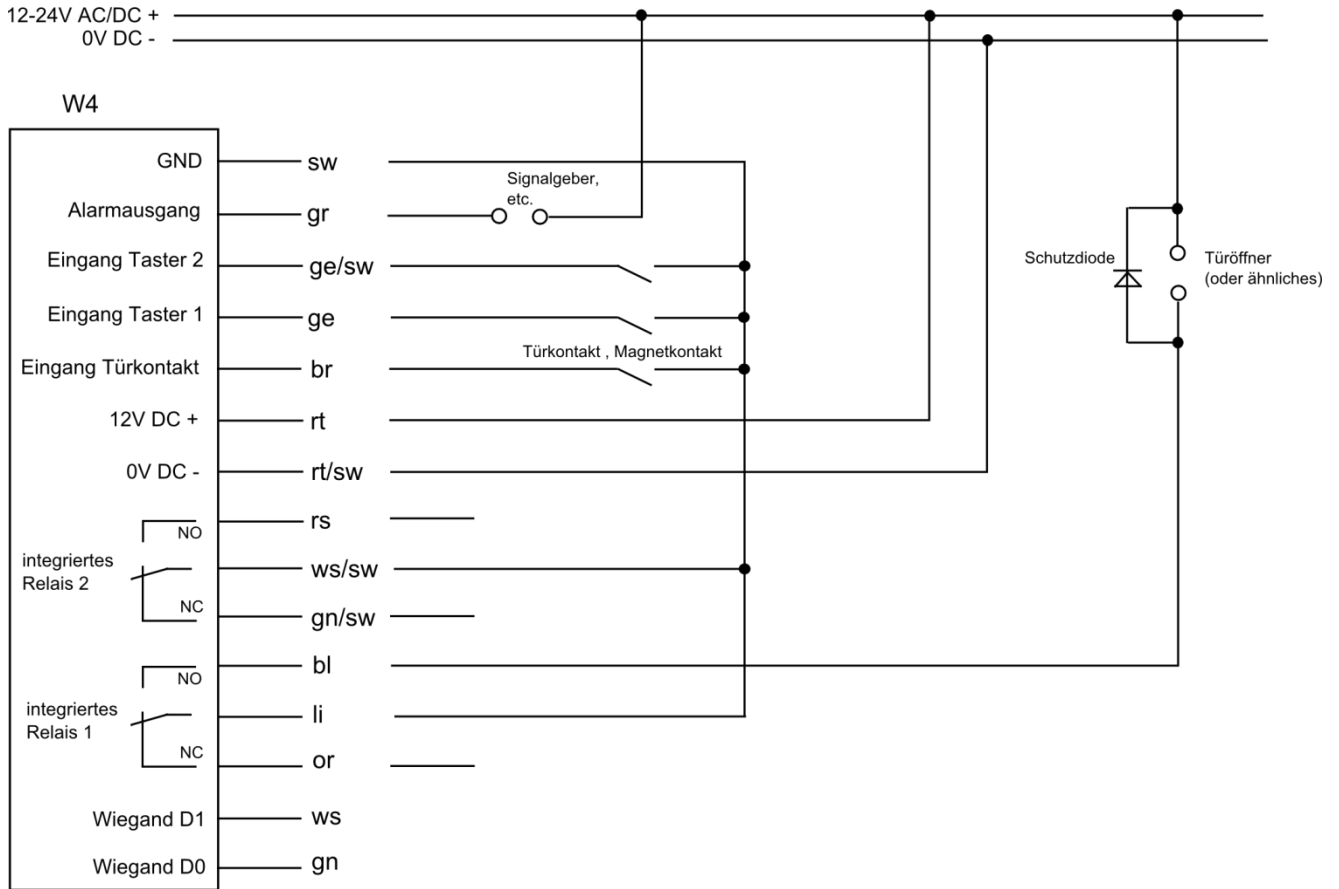 12-24V AC/DC +
0V DC -
W4
GND
sw
Signalgeber,
etc.
Alarmausgang
gr
Eingang Taster 2
ge/sw
Schutzdiode
Türöffner
(oder ähnliches)
Eingang Taster 1
ge
Türkontakt , Magnetkontakt
Eingang Türkontakt
br
12V DC +
rt
0V DC -
rt/sw
rs
NO
integriertes
Relais 2
ws/sw
NC
gn/sw
bl
NO
integriertes
Relais 1
li
NC
or
Wiegand D1
ws
Wiegand D0
gn